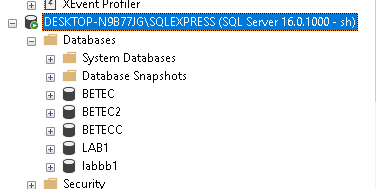 XEvent Profiler
DESKTOP-N9B77JG\SQLEXPRESS (SQL Server 16.0.1000 - sh)
Databases
System Databases
Database Snapshots
BETEC
BETEC2
BETECC
LAB1
labbb1
Security